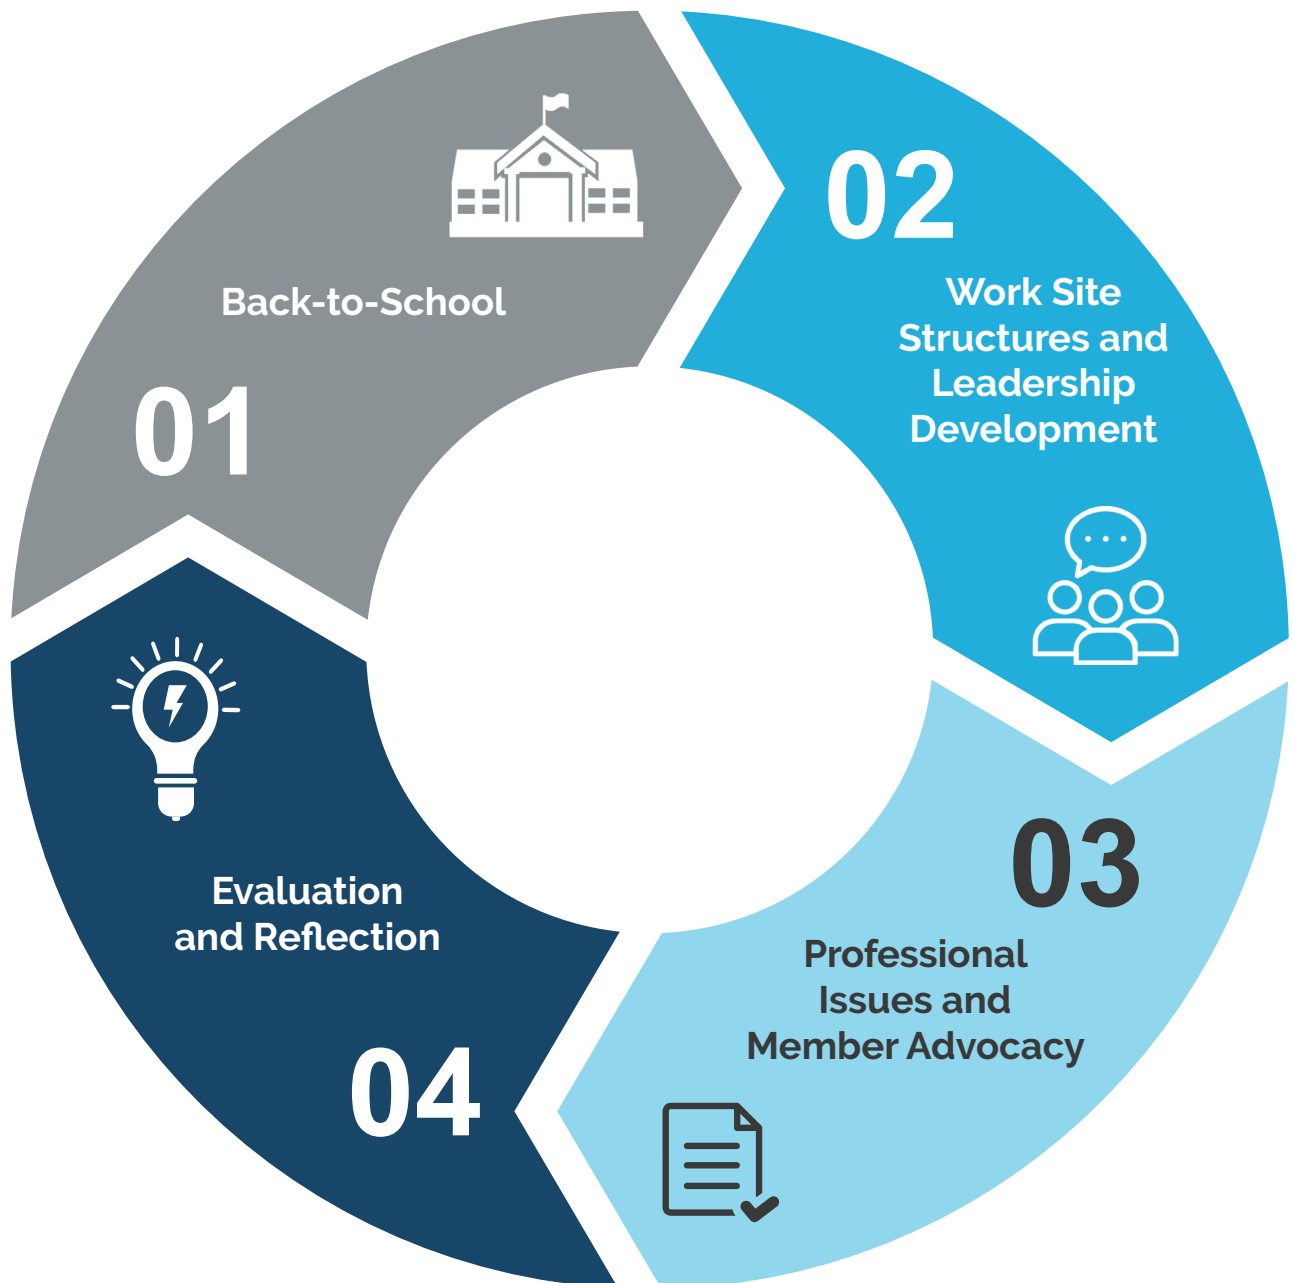 01
Back-to-School
02
Work Site
Structures and
Leadership
Development
03
Professional
Issues and
Member Advocacy
04
Evaluation
and Reflection